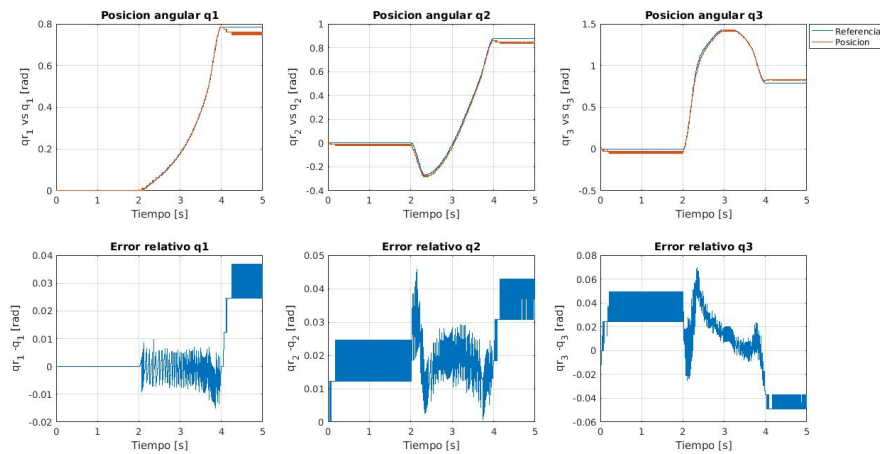 Posicion angular q1
qr1 vs q1 [rad]
0.8
0.6
0.4
0.2
0
0 1 2 3 4 5
Tiempo [s]
Posicion angular q2
qr2 vs q2 [rad]
1
0.8
0.6
0.4
0.2
0
-0.2
-0.4
0 1 2 3 4 5
Tiempo [s]
Posicion angular q3
qr3 vs q3 [rad]
1.5
1
0.5
0
-0.5
0 1 2 3 4 5
Tiempo [s]
Referencia
Posicion
Error relativo q1
qr1 -q1 [rad]
0.04
0.03
0.02
0.01
0
-0.01
-0.02
0 1 2 3 4 5
Tiempo [s]
Error relativo q2
qr2 -q2 [rad]
0.05
0.04
0.03
0.02
0.01
0
0 1 2 3 4 5
Tiempo [s]
Error relativo q3
qr3 -q3 [rad]
0.08
0.06
0.04
0.02
0
-0.02
-0.04
-0.06
0 1 2 3 4 5
Tiempo [s]